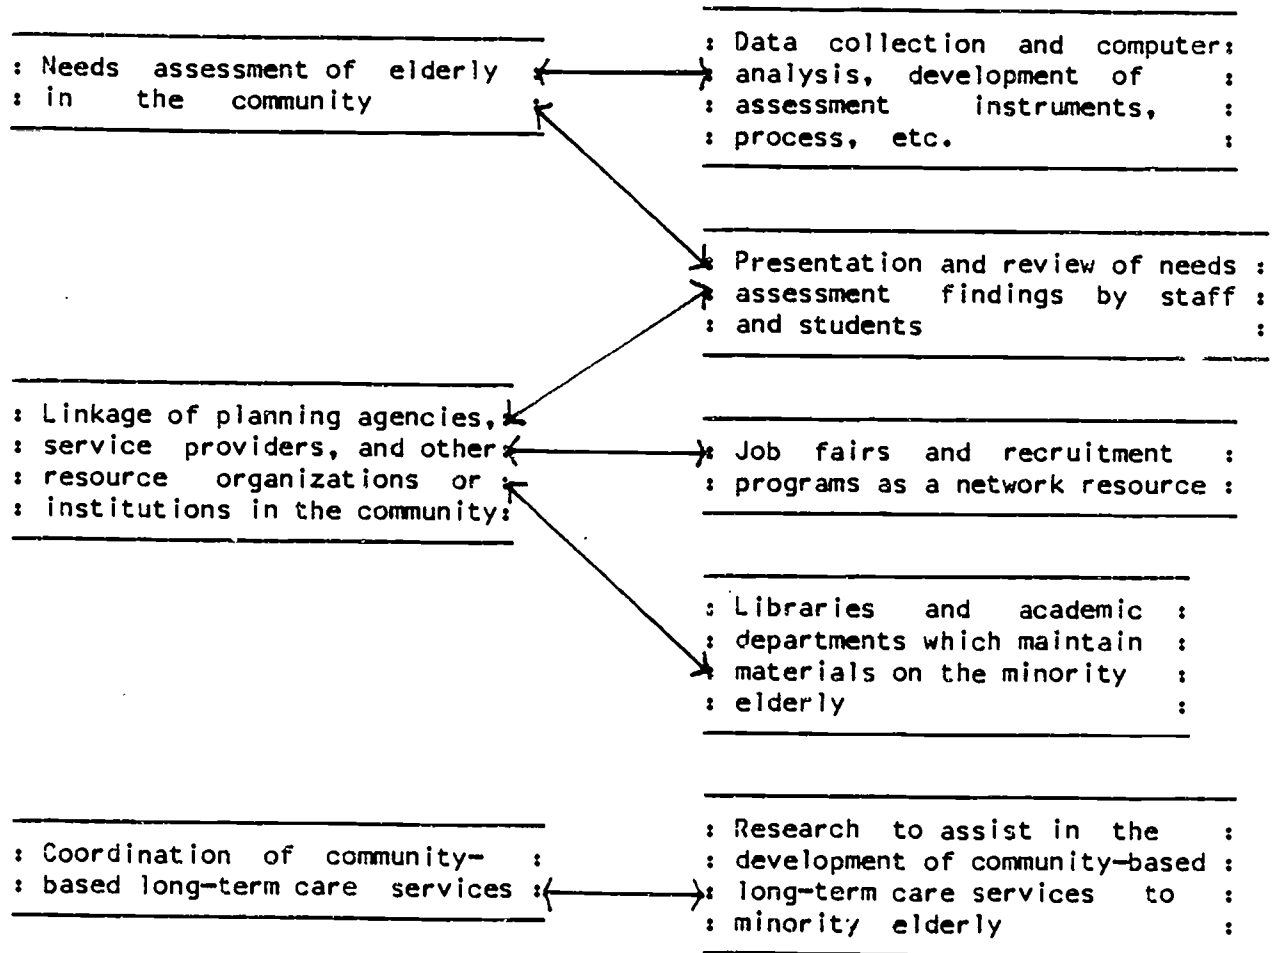 Needs assessment of elderly
in the community
Data collection and computer
analysis, development of
assessment instruments,
process, etc.
Presentation and review of needs
assessment findings by staff
and students
Linkage of planning agencies,
service providers, and other
resource organizations or
institutions in the community
Job fairs and recruitment
programs as a network resource
Libraries and academic
departments which maintain
materials on the minority
elderly
Coordination of community-
based long-term care services
Research to assist in the
development of community-based
long-term care services to
minority elderly